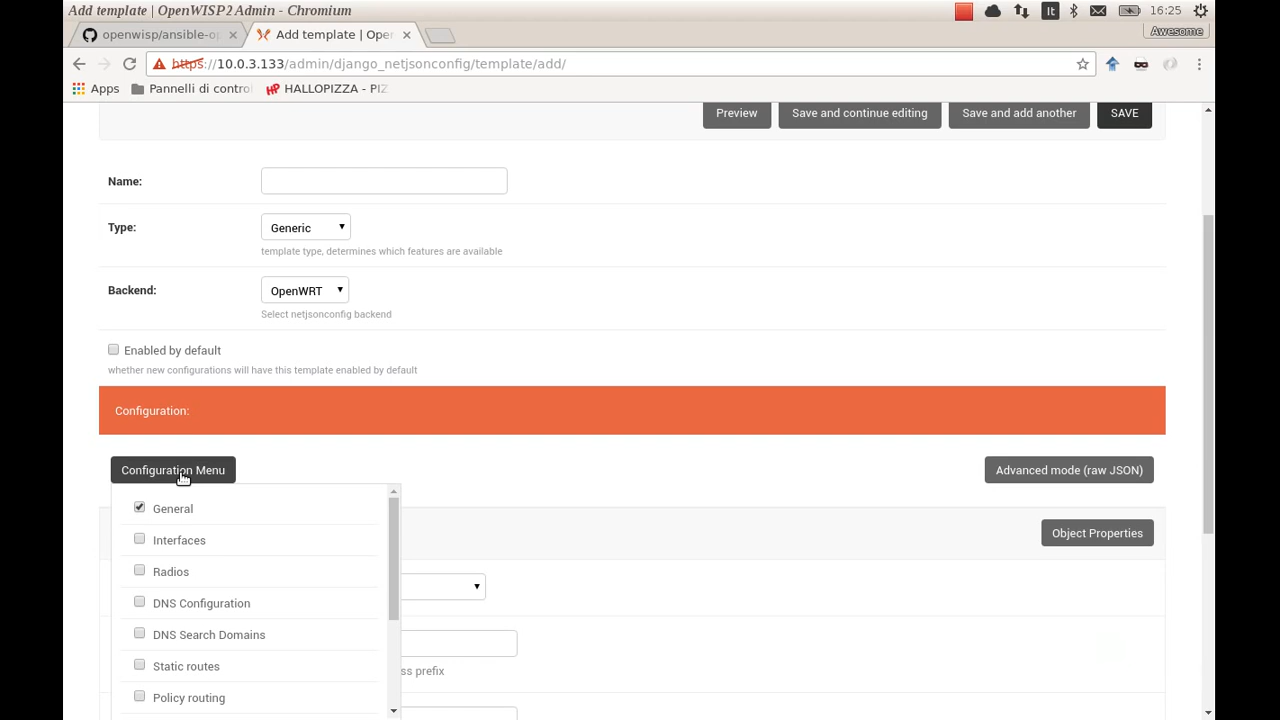 Add template | OpenWISP2 Admin - Chromium
It
16:25
openwisp/ansible-op
Add template | Open
Awesome
https://10.0.3.133/admin/django_netjsonconfig/template/add/
Apps
Pannelli di control
HALLOPIZZA - PIZ
Preview
Save and continue editing
Save and add another
SAVE
Name:
Type:
Generic
template type, determines which features are available
Backend:
OpenWRT
Select netjsonconfig backend
Enabled by default
whether new configurations will have this template enabled by default
Configuration:
Configuration Menu
Advanced mode (raw JSON)
General
Object Properties
Interfaces
Radios
DNS Configuration
DNS Search Domains
Static routes
ss prefix
Policy routing